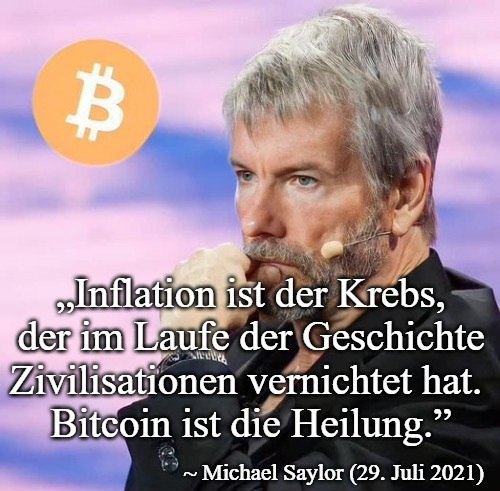 „Inflation ist der Krebs,
der im Laufe der Geschichte
Zivilisationen vernichtet hat.
Bitcoin ist die Heilung.”
~ Michael Saylor (29. Juli 2021)